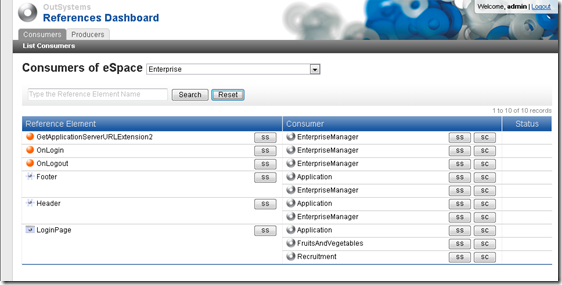 OutSystems
References Dashboard
Welcome, admin | Logout
Consumers Producers
List Consumers
Consumers of eSpace Enterprise
Type the Reference Element Name Search Reset
1 to 10 of 10 records
Reference Element Consumer Status
GetApplicationServerURLExtension2 ss EnterpriseManager ss sc
OnLogin ss EnterpriseManager ss sc
OnLogout ss EnterpriseManager ss sc
Footer ss Application ss sc
EnterpriseManager ss sc
Header ss Application ss sc
EnterpriseManager ss sc
LoginPage ss Application ss sc
FruitsAndVegetables ss sc
Recruitment ss sc